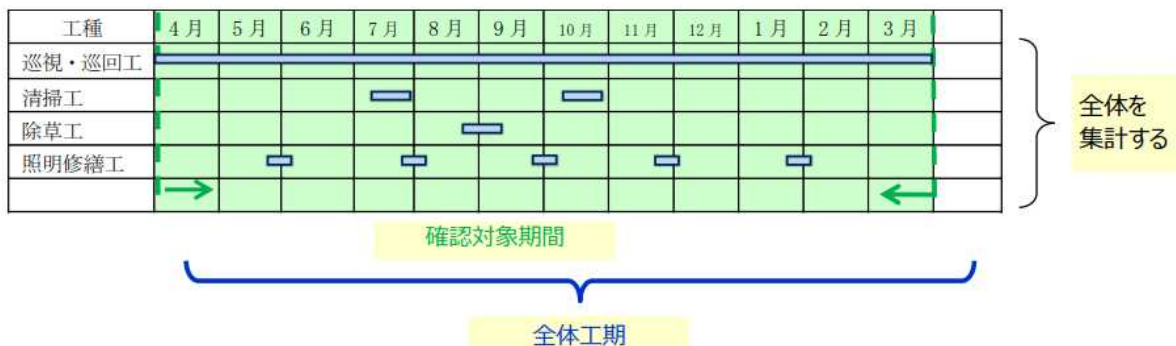 工種 4月 5月 6月 7月 8月 9月 10月 11月 12月 1月 2月 3月
巡視・巡回工
清掃工
除草工
照明修繕工
全体を
集計する
確認対象期間
全体工期